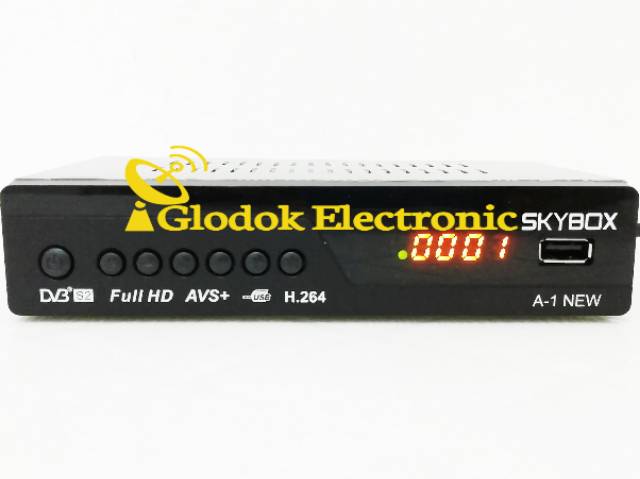 Glodok Electronic
SKYBOX
0001
DVB S2 Full HD AVS+ USB H.264
A-1 NEW